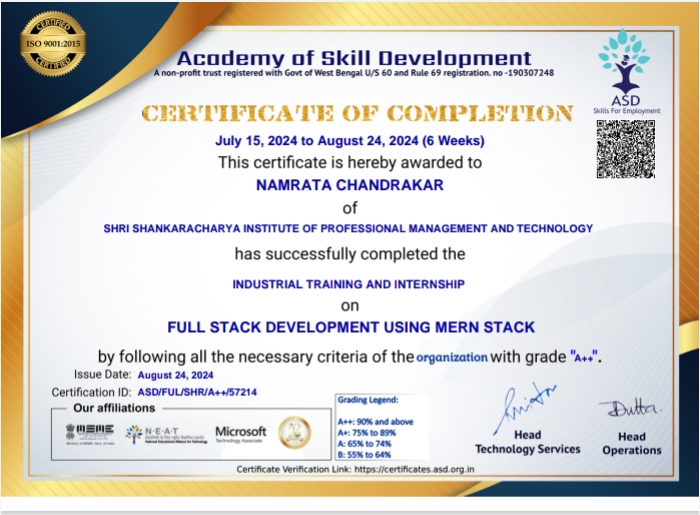 CERTIFIED
ISO 9001:2015
CERTIFIED
Academy of Skill Development
A non-profit trust registered with Govt of West Bengal U/S 60 and Rule 69 registration. no -190307248
ASD
Skills For Employment
CERTIFICATE OF COMPLETION
July 15, 2024 to August 24, 2024 (6 Weeks)
This certificate is hereby awarded to
NAMRATA CHANDRAKAR
of
SHRI SHANKARACHARYA INSTITUTE OF PROFESSIONAL MANAGEMENT AND TECHNOLOGY
has successfully completed the
INDUSTRIAL TRAINING AND INTERNSHIP
on
FULL STACK DEVELOPMENT USING MERN STACK
by following all the necessary criteria of the organization with grade "A++".
Issue Date: August 24, 2024
Certification ID: ASD/FUL/SHR/A++/57214
Our affiliations
MSME
N·E·A·T
National Educational Alliance for Technology
Microsoft
Technology Associate
Grading Legend:
A++: 90% and above
A+: 75% to 89%
A: 65% to 74%
B: 55% to 64%
Head
Technology Services
Dutta.
Head
Operations
Certificate Verification Link: https://certificates.asd.org.in